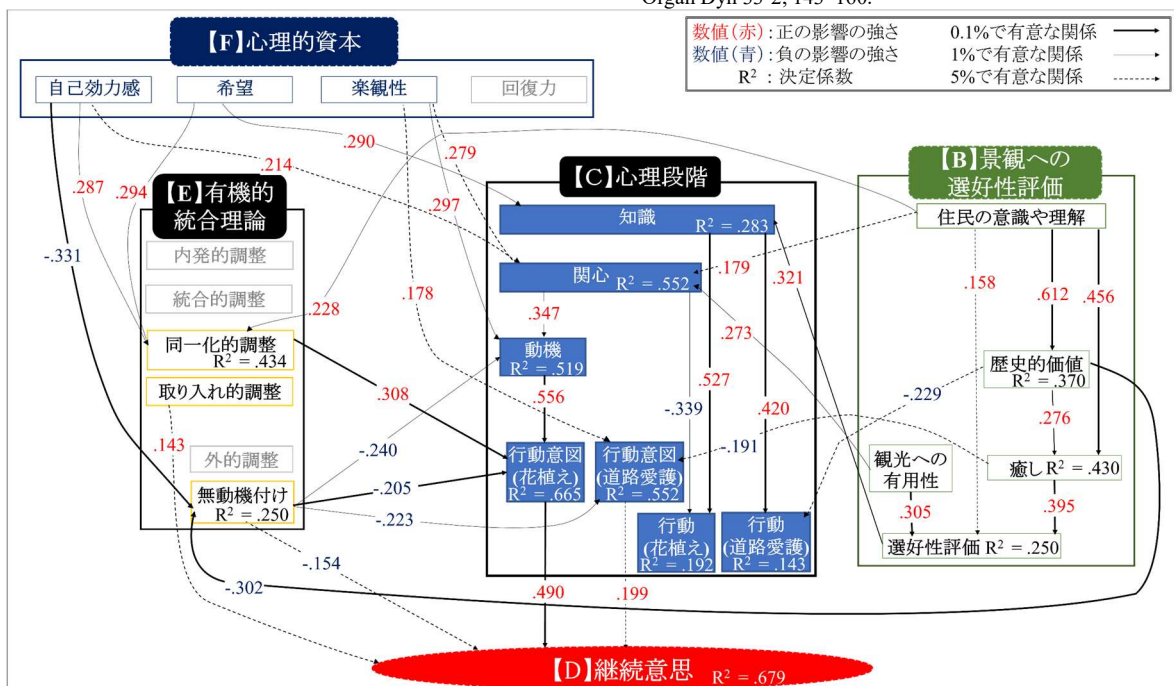 Organ Dyn 33-2, 143–160.
数値(赤):正の影響の強さ 0.1%で有意な関係
数値(青):負の影響の強さ 1%で有意な関係
R² : 決定係数 5%で有意な関係
【F】心理的資本
自己効力感 希望 楽観性 回復力
.290
.279
.214
.287
.294
.297
-.331
【E】有機的
統合理論
内発的調整
統合的調整
.228
同一化的調整
R² = .434
取り入れ的調整
.143
外的調整
無動機付け
R² = .250
-.302
-.154
.178
.308
-.240
-.205
-.223
【C】心理段階
知識 R² = .283
関心 R² = .552
.347
動機
R² = .519
.556
行動意図
(花植え)
R² = .665
行動意図
(道路愛護)
R² = .552
-.339
.527
.420
行動
(花植え)
R² = .192
行動
(道路愛護)
R² = .143
.490
.199
【B】景観への
選好性評価
住民の意識や理解
.179
.321
.273
.158
.612
.456
歴史的価値
R² = .370
-.229
.276
-.191
観光への
有用性
癒し R² = .430
.305
.395
選好性評価 R² = .250
【D】継続意思 R² = .679